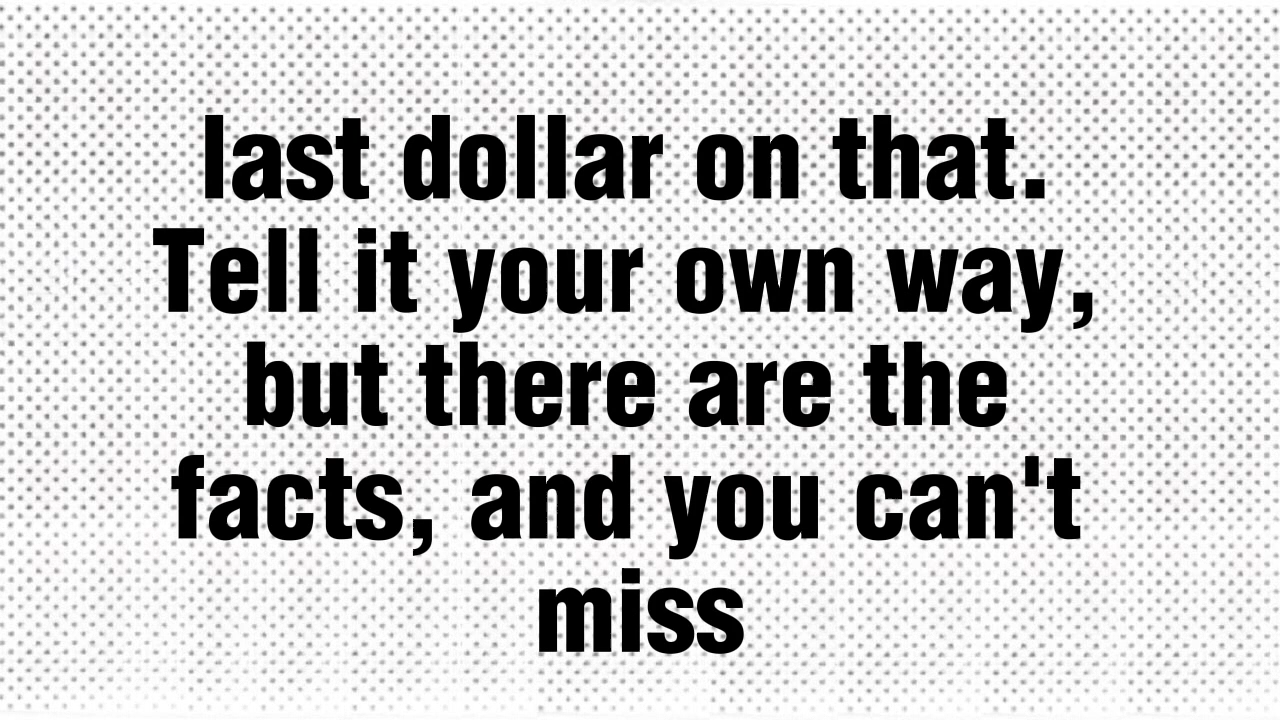 last dollar on that.
Tell it your own way,
but there are the
facts, and you can't
miss